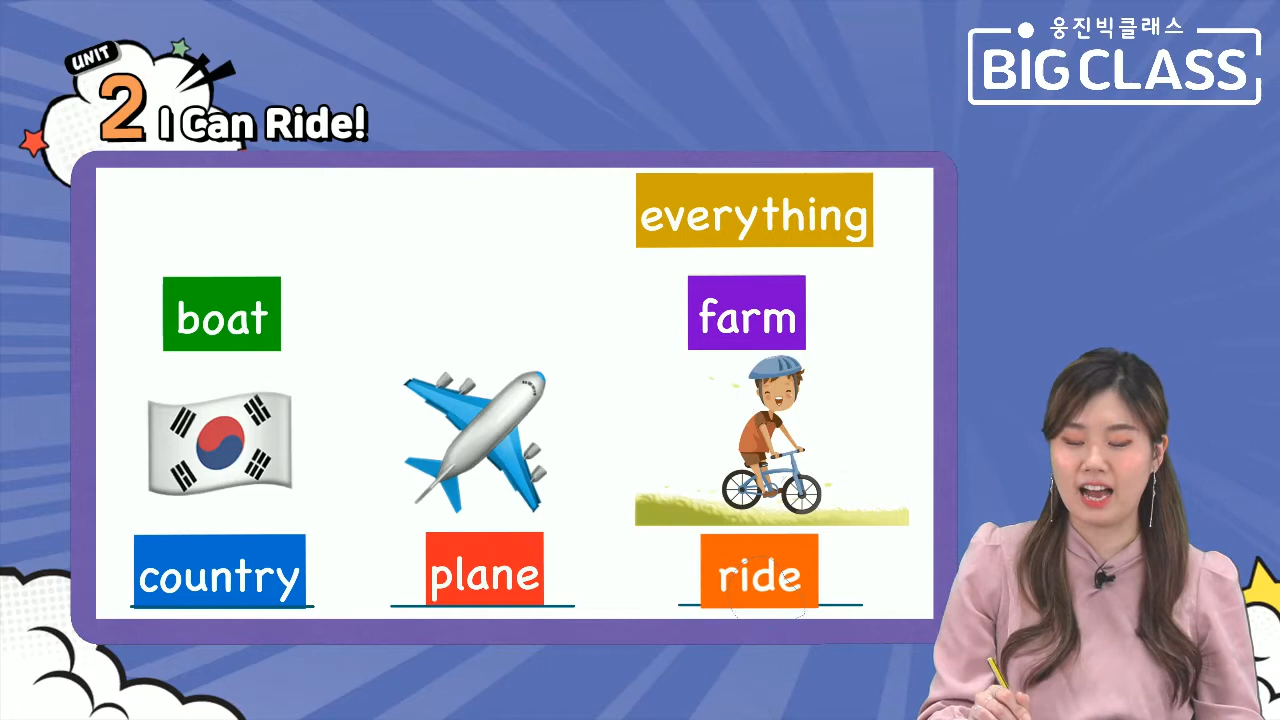 UNIT
2 I Can Ride!
웅진빅클래스
BIG CLASS
everything
boat
farm
country
plane
ride